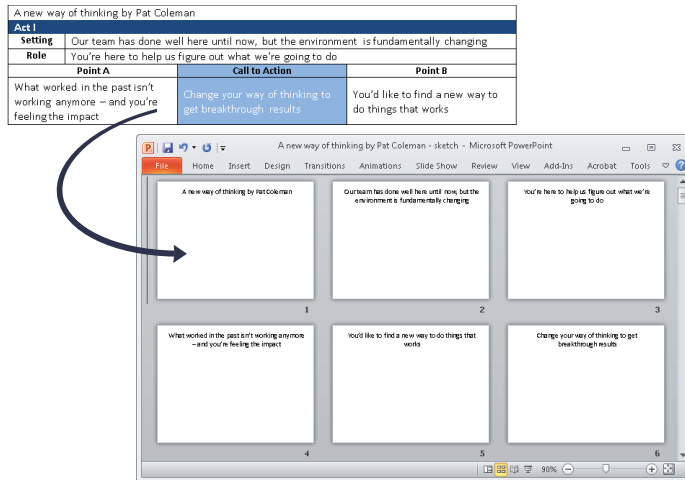 A new way of thinking by Pat Coleman
Act I
Setting Our team has done well here until now, but the environment is fundamentally changing
Role You're here to help us figure out what we're going to do
Point A Call to Action Point B
What worked in the past isn't
working anymore – and you're
feeling the impact
Change your way of thinking to
get breakthrough results
You'd like to find a new way to
do things that works
A new way of thinking by Pat Coleman - sketch - Microsoft PowerPoint
File Home Insert Design Transitions Animations Slide Show Review View Add-Ins Acrobat Tools
A new way of thinking by Pat Coleman
1
Our team has done well here until now, but the
environment is fundamentally changing
2
You're here to help us figure out what we're
going to do
3
What worked in the past isn't working anymore
– and you're feeling the impact
4
You'd like to find a new way to do things that
works
5
Change your way of thinking to get
breakthrough results
6
90%